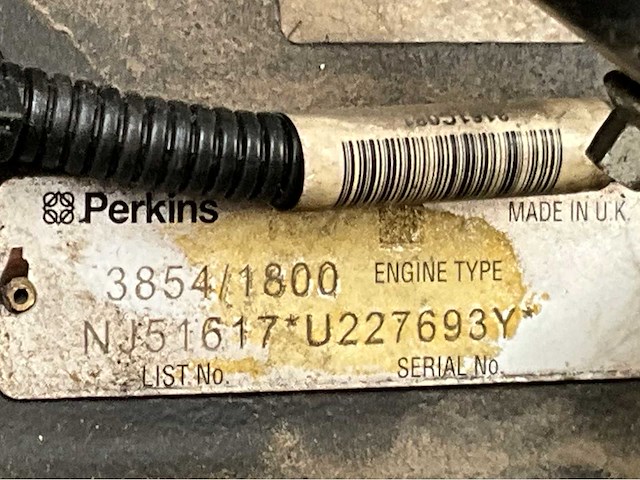 Perkins
MADE IN U.K.
3854/1800 ENGINE TYPE
NJ51617*U227693Y*
LIST No. SERIAL No.